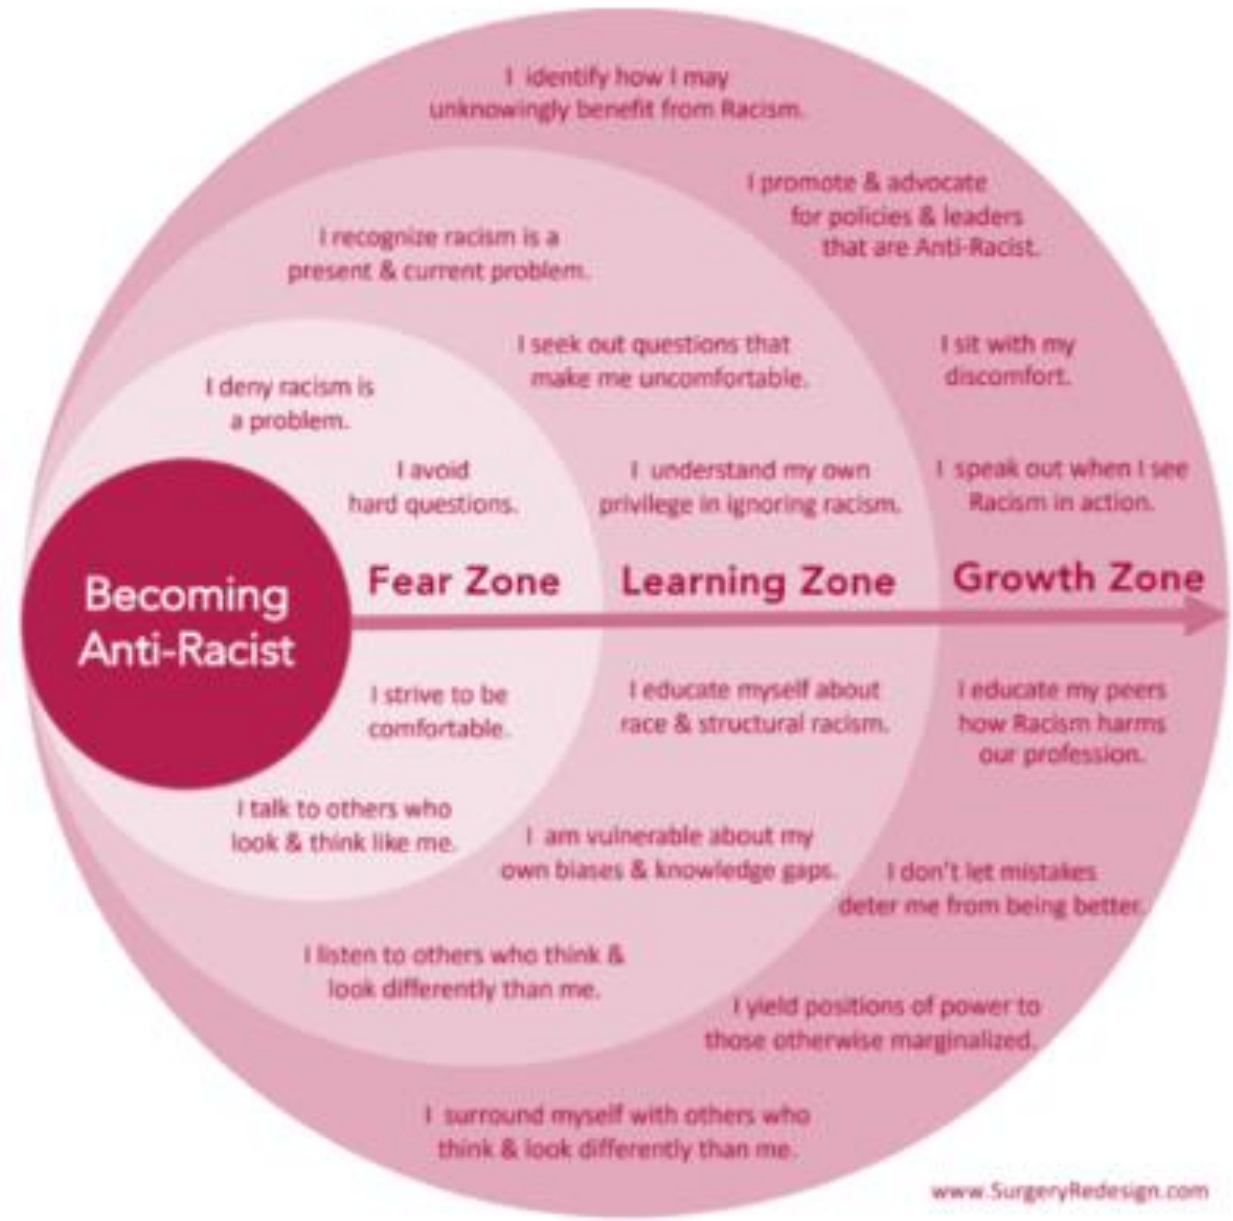 I identify how I may
unknowingly benefit from Racism.
I promote & advocate
for policies & leaders
that are Anti-Racist.
I recognize racism is a
present & current problem.
I seek out questions that
make me uncomfortable.
I sit with my
discomfort.
I deny racism is
a problem.
I avoid
hard questions.
I understand my own
privilege in ignoring racism.
I speak out when I see
Racism in action.
Becoming
Anti-Racist
Fear Zone
Learning Zone
Growth Zone
I strive to be
comfortable.
I educate myself about
race & structural racism.
I educate my peers
how Racism harms
our profession.
I talk to others who
look & think like me.
I am vulnerable about my
own biases & knowledge gaps.
I don't let mistakes
deter me from being better.
I listen to others who think &
look differently than me.
I yield positions of power to
those otherwise marginalized.
I surround myself with others who
think & look differently than me.
www.SurgeryRedesign.com